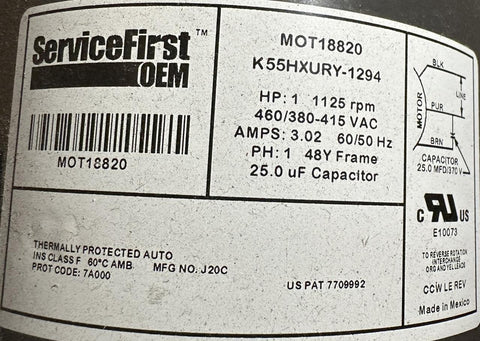 ServiceFirst™
OEM
MOT18820
MOT18820
K55HXURY-1294
HP: 1 1125 rpm
460/380-415 VAC
AMPS: 3.02 60/50 Hz
PH: 1 48Y Frame
25.0 uF Capacitor
BLK
LINE
PUR
MOTOR
BRN
CAPACITOR
25.0 MFD/370 V
C RU US
E10073
TO REVERSE ROTATION
INTERCHANGE
ORG AND YEL LEADS
CCW LE REV
Made in Mexico
THERMALLY PROTECTED AUTO
INS CLASS F 60°C AMB MFG NO. J20C
PROT CODE: 7A000
US PAT 7709992